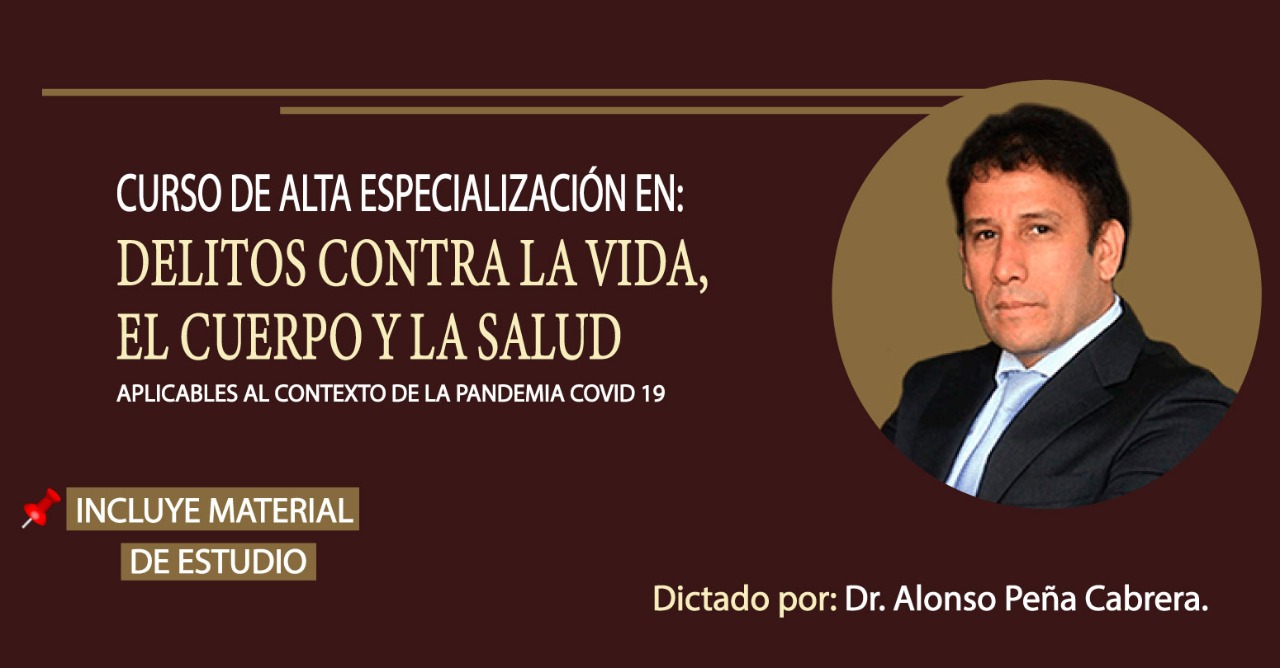 CURSO DE ALTA ESPECIALIZACIÓN EN:
DELITOS CONTRA LA VIDA,
EL CUERPO Y LA SALUD
APLICABLES AL CONTEXTO DE LA PANDEMIA COVID 19
INCLUYE MATERIAL
DE ESTUDIO
Dictado por: Dr. Alonso Peña Cabrera.